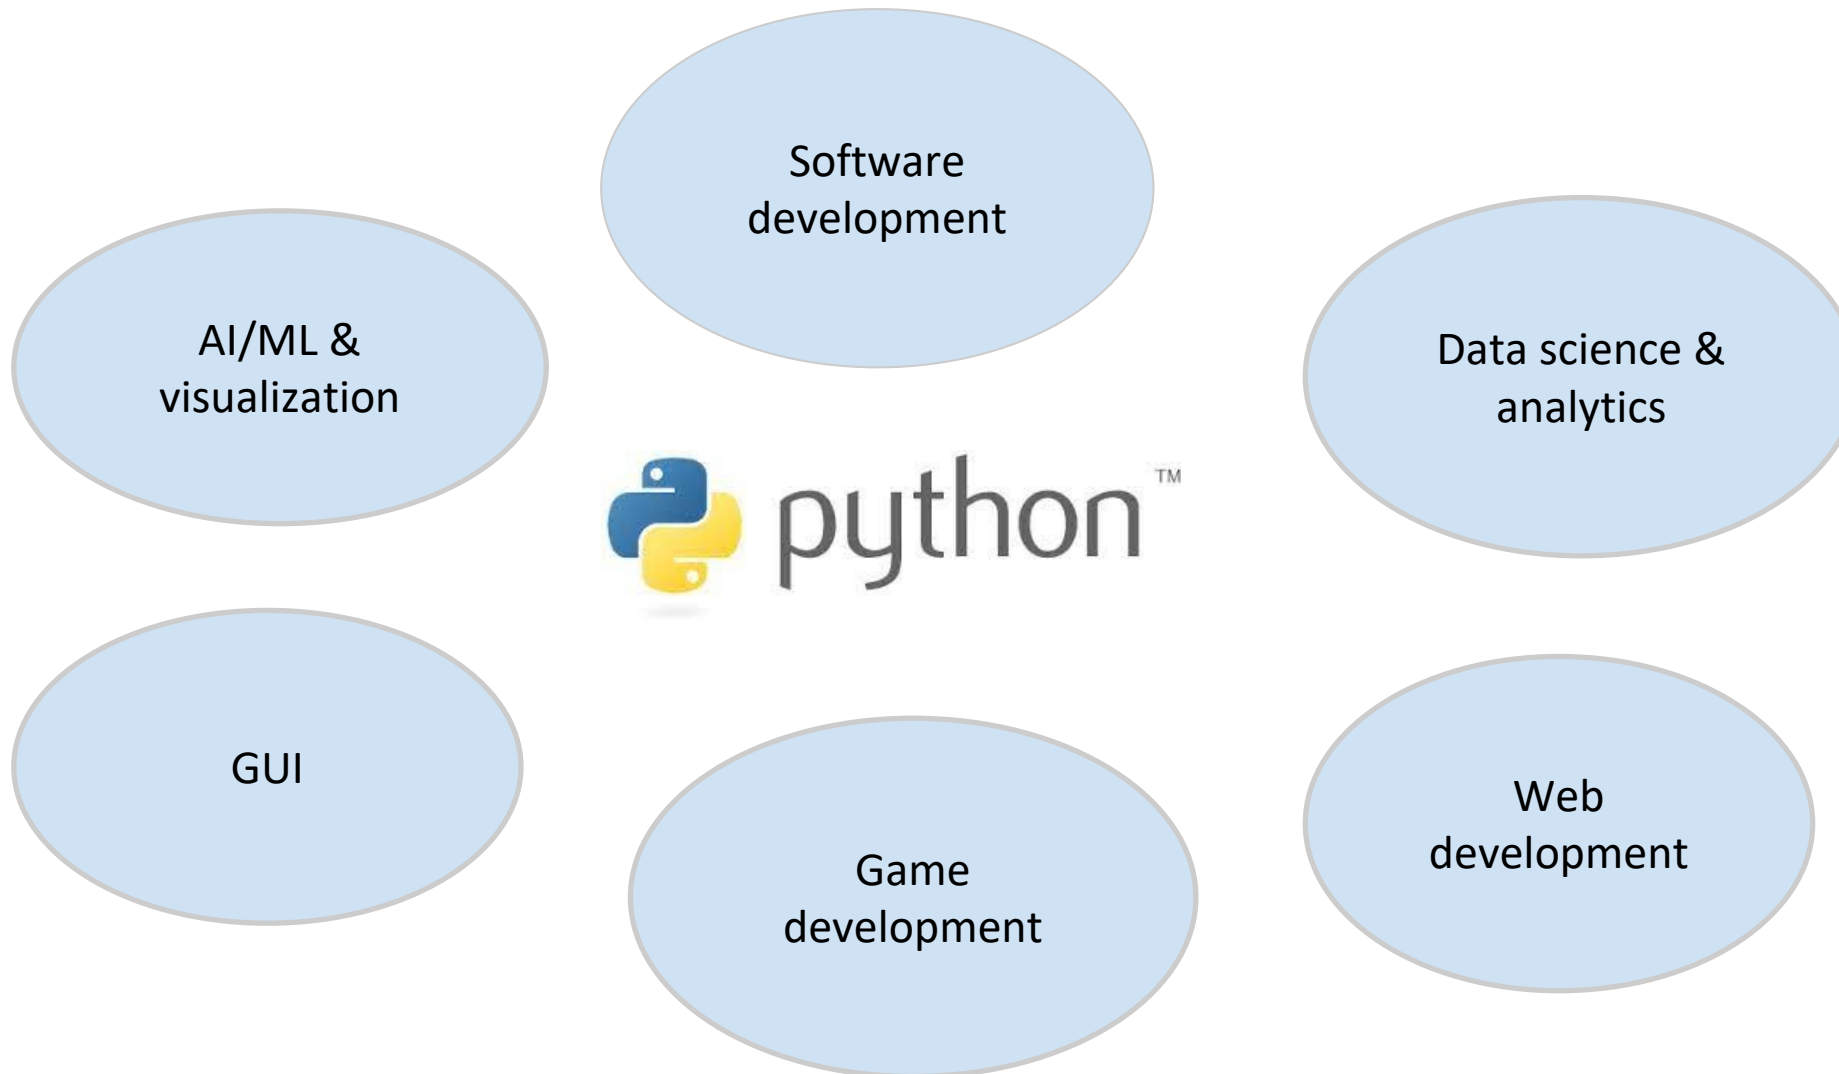 Software
development
AI/ML &
visualization
Data science &
analytics
python™
GUI
Web
development
Game
development